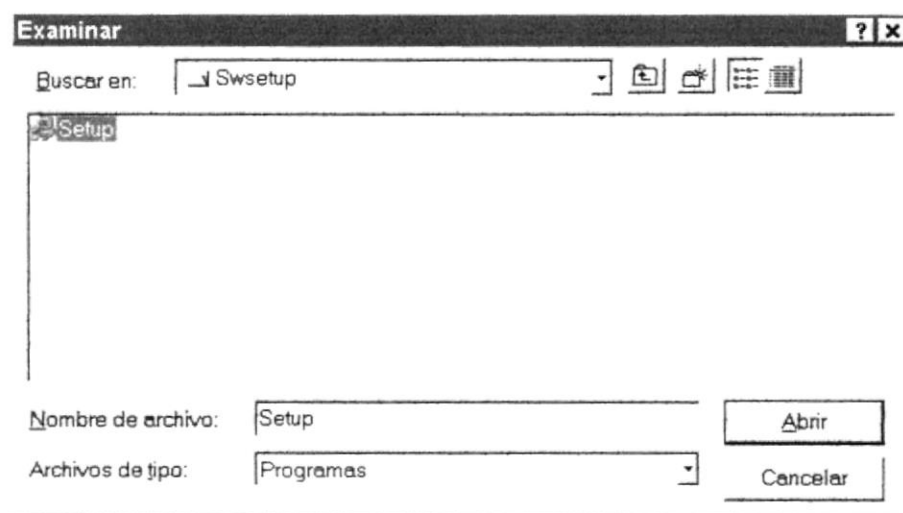 Examinar
Buscar en: Swsetup
Setup
Nombre de archivo: Setup Abrir
Archivos de tipo: Programas Cancelar